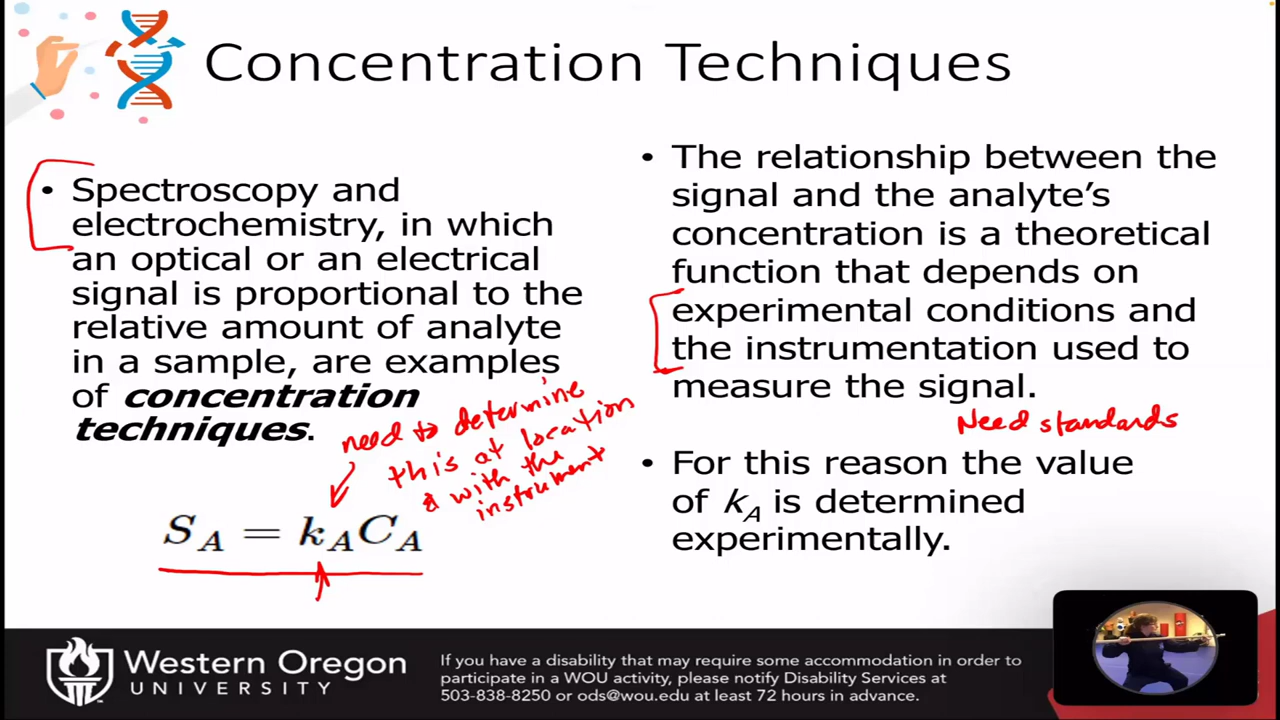 Concentration Techniques
• Spectroscopy and
electrochemistry, in which
an optical or an electrical
signal is proportional to the
relative amount of analyte
in a sample, are examples
of concentration
techniques.
need to determine
this at location
& with the
instrument
S_A = k_A C_A
• The relationship between the
signal and the analyte’s
concentration is a theoretical
function that depends on
experimental conditions and
the instrumentation used to
measure the signal.
Need standards
• For this reason the value
of k_A is determined
experimentally.
Western Oregon
UNIVERSITY
If you have a disability that may require some accommodation in order to
participate in a WOU activity, please notify Disability Services at
503-838-8250 or ods@wou.edu at least 72 hours in advance.